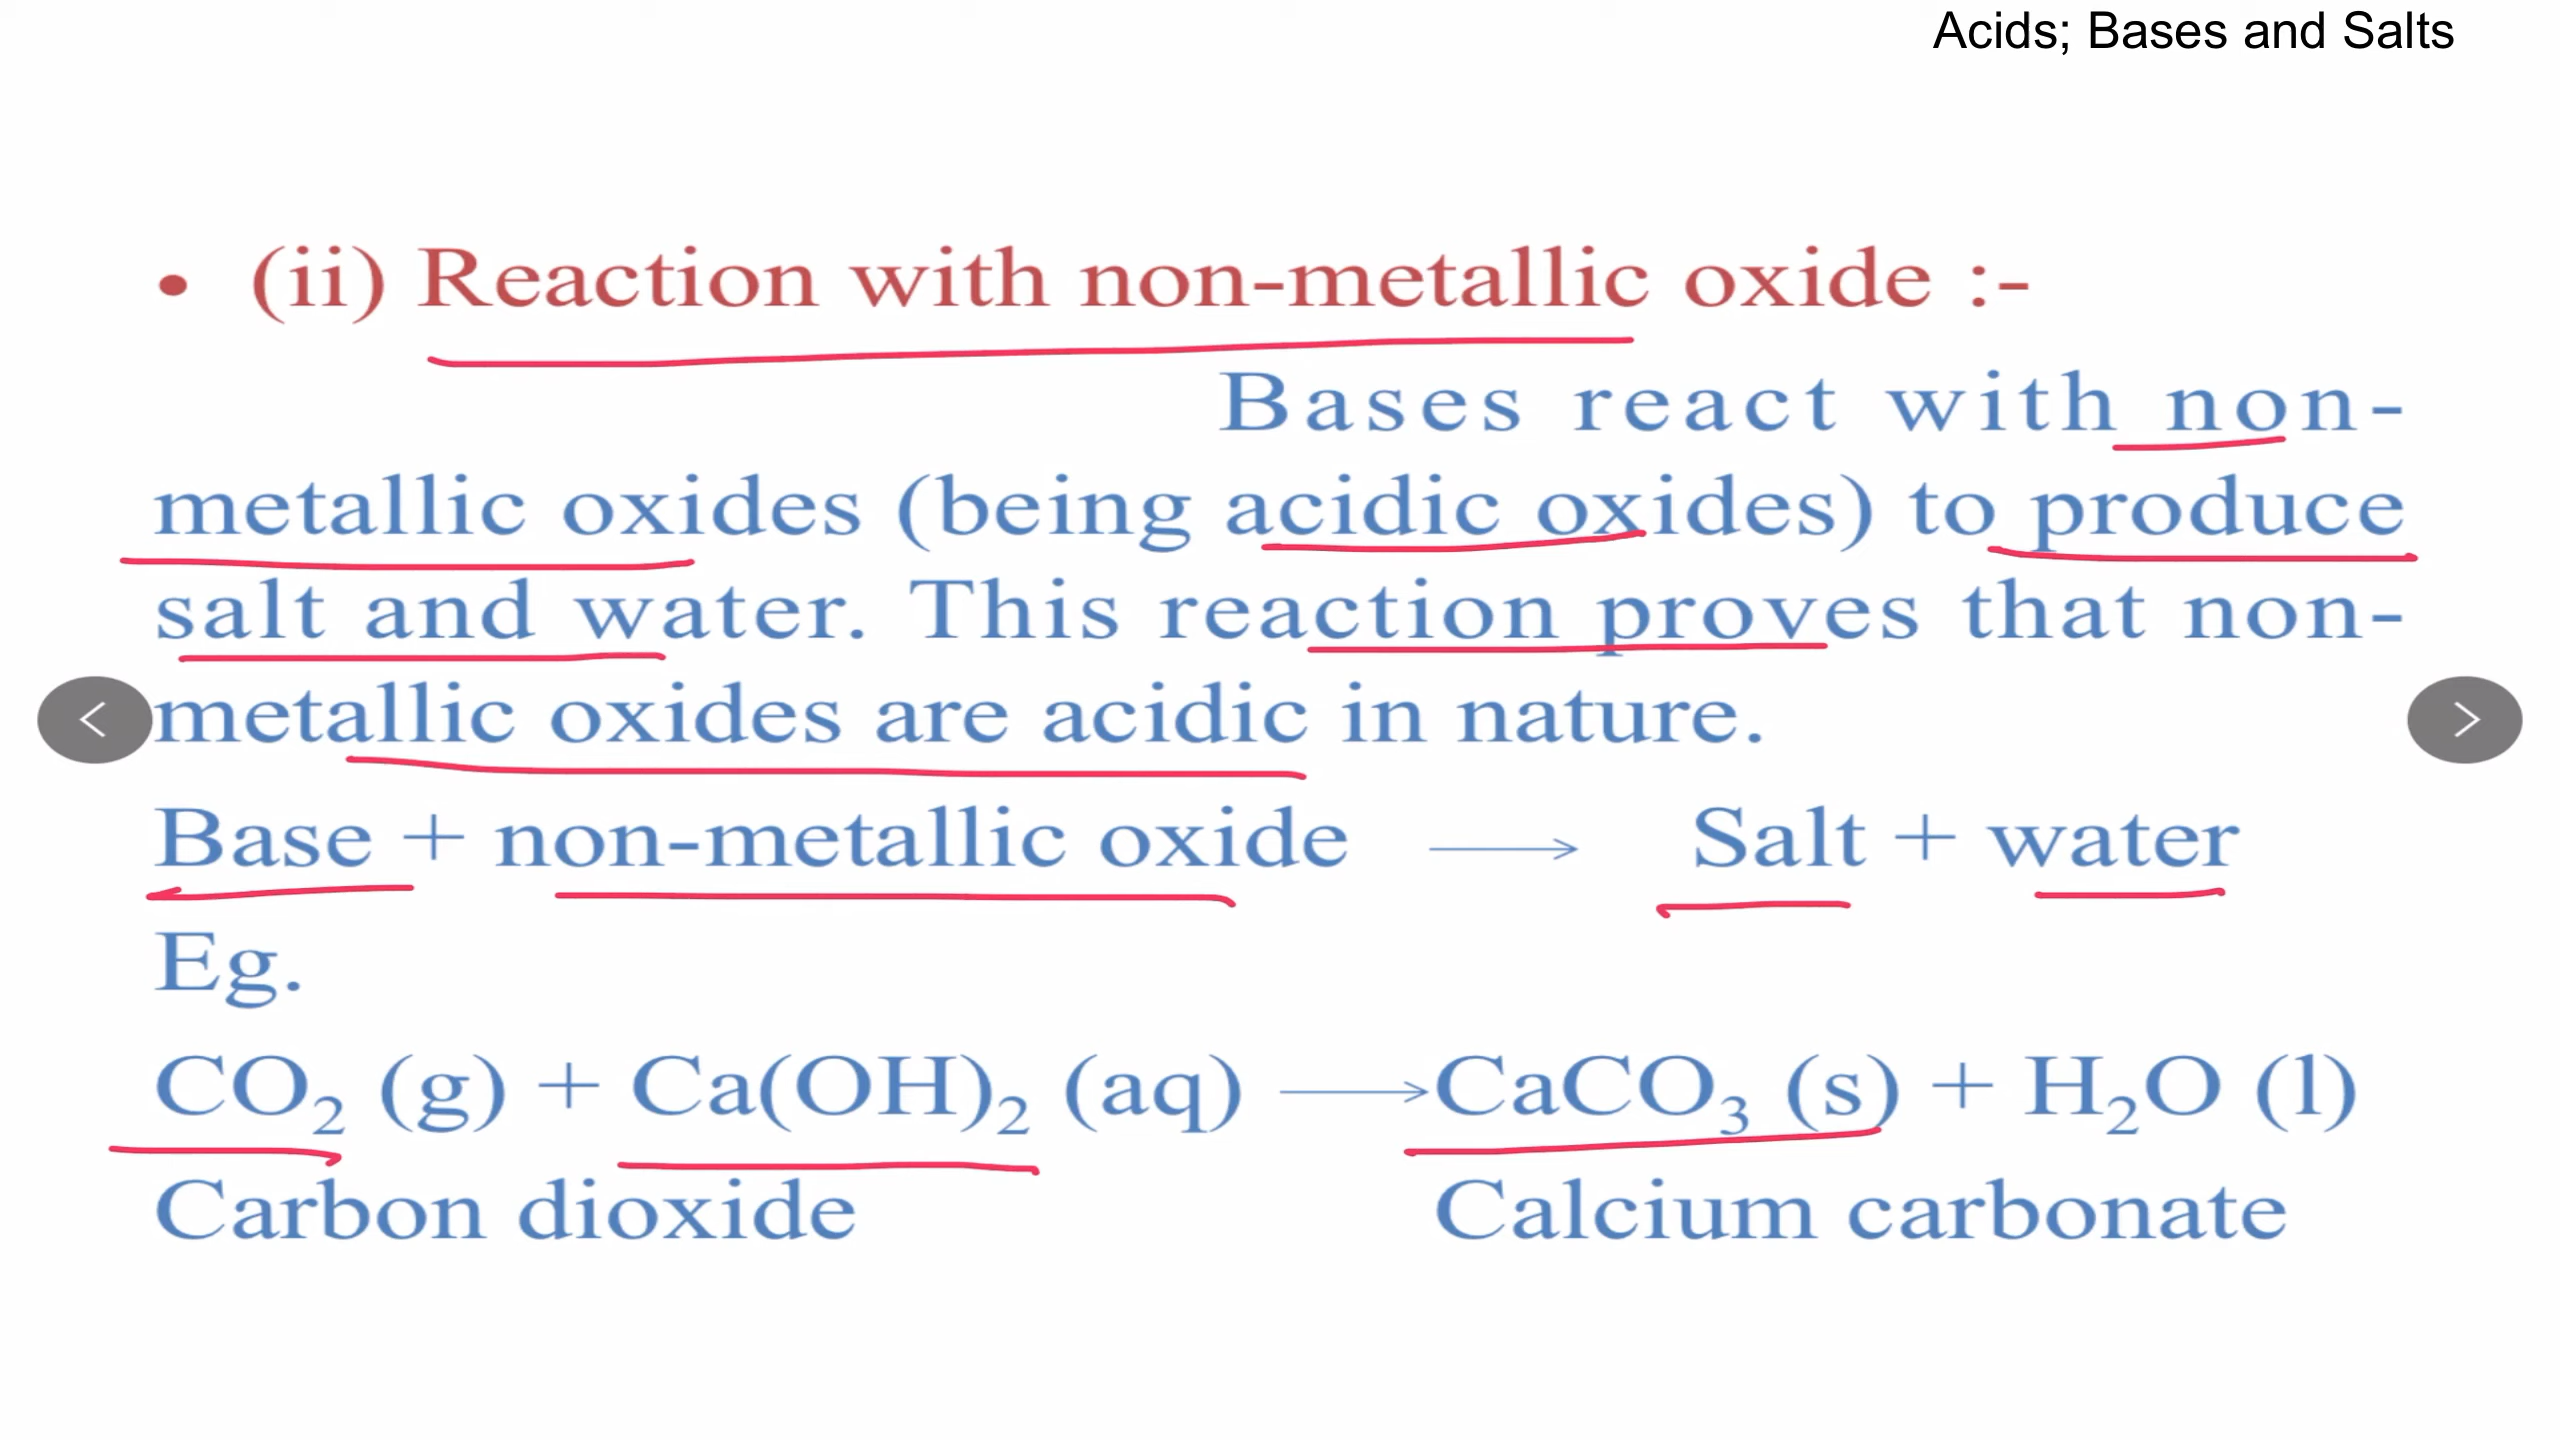 Acids; Bases and Salts
• (ii) Reaction with non-metallic oxide :-
Bases react with non-
metallic oxides (being acidic oxides) to produce
salt and water. This reaction proves that non-
metallic oxides are acidic in nature.
Base + non-metallic oxide ⟶ Salt + water
Eg.
CO₂ (g) + Ca(OH)₂ (aq) ⟶ CaCO₃ (s) + H₂O (l)
Carbon dioxide Calcium carbonate